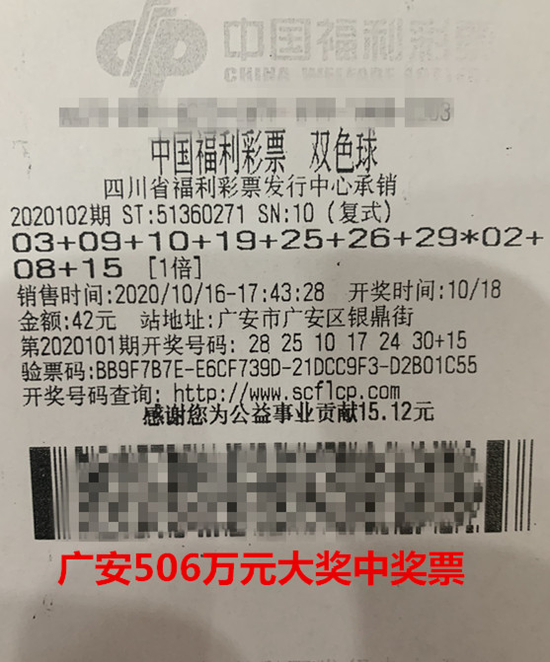 中国福利彩票
CHINA WELFARE LOTTERY
中国福利彩票 双色球
四川省福利彩票发行中心承销
2020102期 ST:51360271 SN:10 (复式)
03+09+10+19+25+26+29*02+
08+15 [1倍]
销售时间:2020/10/16-17:43:28 开奖时间:10/18
金额:42元 站地址:广安市广安区银鼎街
第2020101期开奖号码: 28 25 10 17 24 30+15
验票码:BB9F7B7E-E6CF739D-21DCC9F3-D2B01C55
开奖号码查询: http://www.scflcp.com
感谢您为公益事业贡献15.12元
广安506万元大奖中奖票